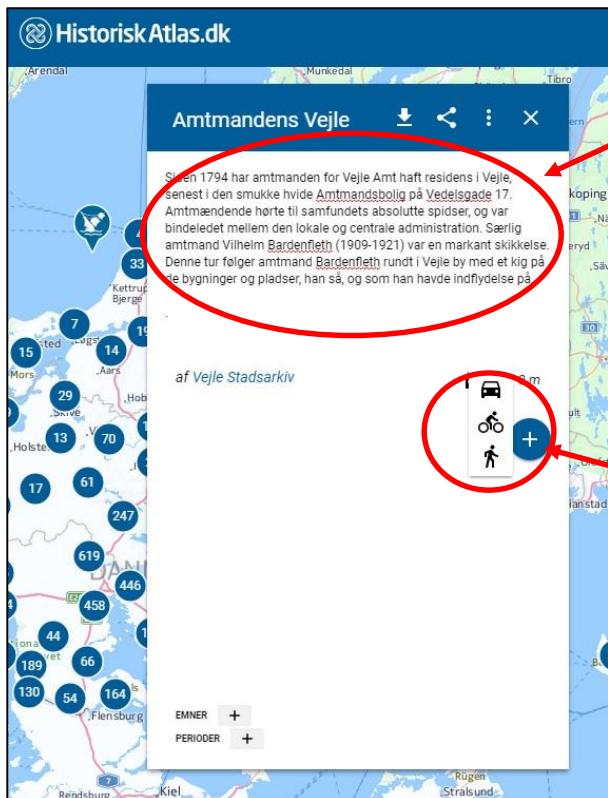 HistoriskAtlas.dk
Arendal
Munkedal
Tibro
Amtmandens Vejle
Siden 1794 har amtmanden for Vejle Amt haft residens i Vejle,
senest i den smukke hvide Amtmandsbolig på Vedelsgade 17.
Amtmændende hørte til samfundets absolutte spidser, og var
bindeledet mellem den lokale og centrale administration. Særlig
amtmand Vilhelm Bardenfleth (1909-1921) var en markant skikkelse.
Denne tur følger amtmand Bardenfleth rundt i Vejle by med et kig på
de bygninger og pladser, han så, og som han havde indflydelse på
.
af Vejle Stadsarkiv
m
EMNER +
PERIODER +
33
Bjerge
7
15
14
Mors
Aars
29
13
70
17
61
247
619
446
458
44
66
189
130
54
164
Flensburg
7
Rendsburg
Kiel
Rügen
Stralsund
köping
30